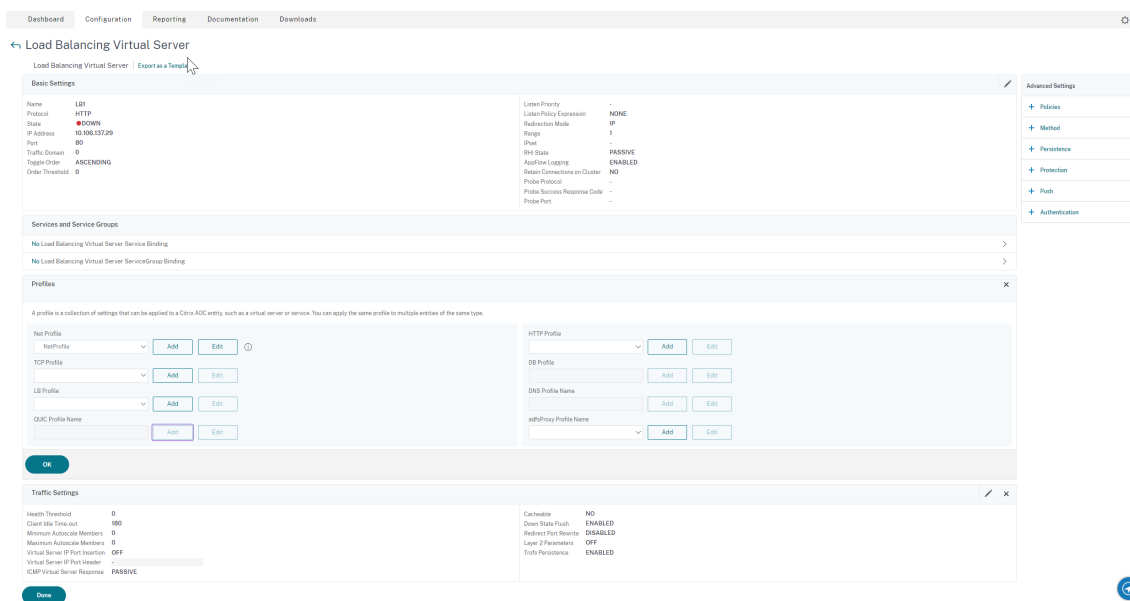 Dashboard Configuration Reporting Documentation Downloads
Load Balancing Virtual Server
Load Balancing Virtual Server | Export as a Templa
Basic Settings
Name LB1
Protocol HTTP
State DOWN
IP Address 10.106.137.29
Port 80
Traffic Domain 0
Toggle Order ASCENDING
Order Threshold 0
Listen Priority -
Listen Policy Expression NONE
Redirection Mode IP
Range 1
IPset -
RHI State PASSIVE
AppFlow Logging ENABLED
Retain Connections on Cluster NO
Probe Protocol -
Probe Success Response Code -
Probe Port -
Advanced Settings
+ Policies
+ Method
+ Persistence
+ Protection
+ Push
+ Authentication
Services and Service Groups
No Load Balancing Virtual Server Service Binding
No Load Balancing Virtual Server ServiceGroup Binding
Profiles
A profile is a collection of settings that can be applied to a Citrix ADC entity, such as a virtual server or service. You can apply the same profile to multiple entities of the same type.
Net Profile
NetProfile Add Edit
TCP Profile
Add Edit
LB Profile
Add Edit
QUIC Profile Name
Add Edit
HTTP Profile
Add Edit
DB Profile
Add Edit
DNS Profile Name
Add Edit
adfsProxy Profile Name
Add Edit
OK
Traffic Settings
Health Threshold 0
Client Idle Time-out 180
Minimum Autoscale Members 0
Maximum Autoscale Members 0
Virtual Server IP Port Insertion OFF
Virtual Server IP Port Header -
ICMP Virtual Server Response PASSIVE
Cacheable NO
Down State Flush ENABLED
Redirect Port Rewrite DISABLED
Layer 2 Parameters OFF
Trofs Persistence ENABLED
Done